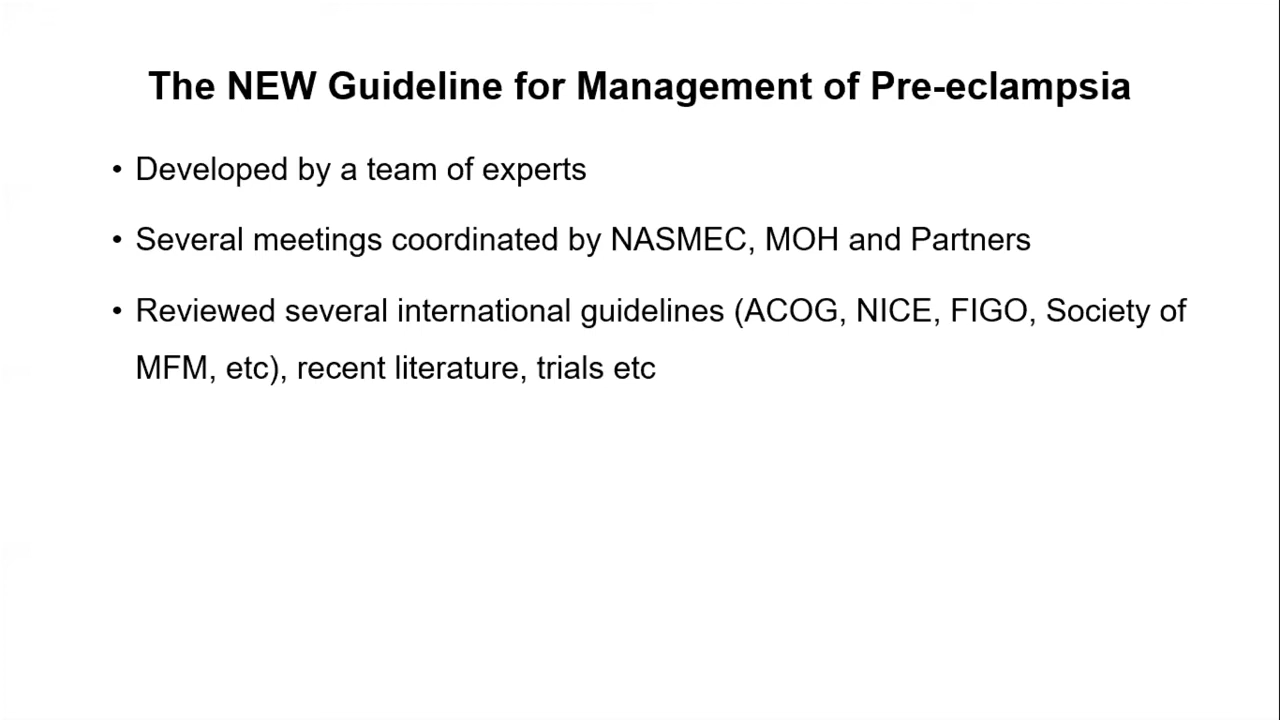 The NEW Guideline for Management of Pre-eclampsia
• Developed by a team of experts
• Several meetings coordinated by NASMEC, MOH and Partners
• Reviewed several international guidelines (ACOG, NICE, FIGO, Society of
MFM, etc), recent literature, trials etc